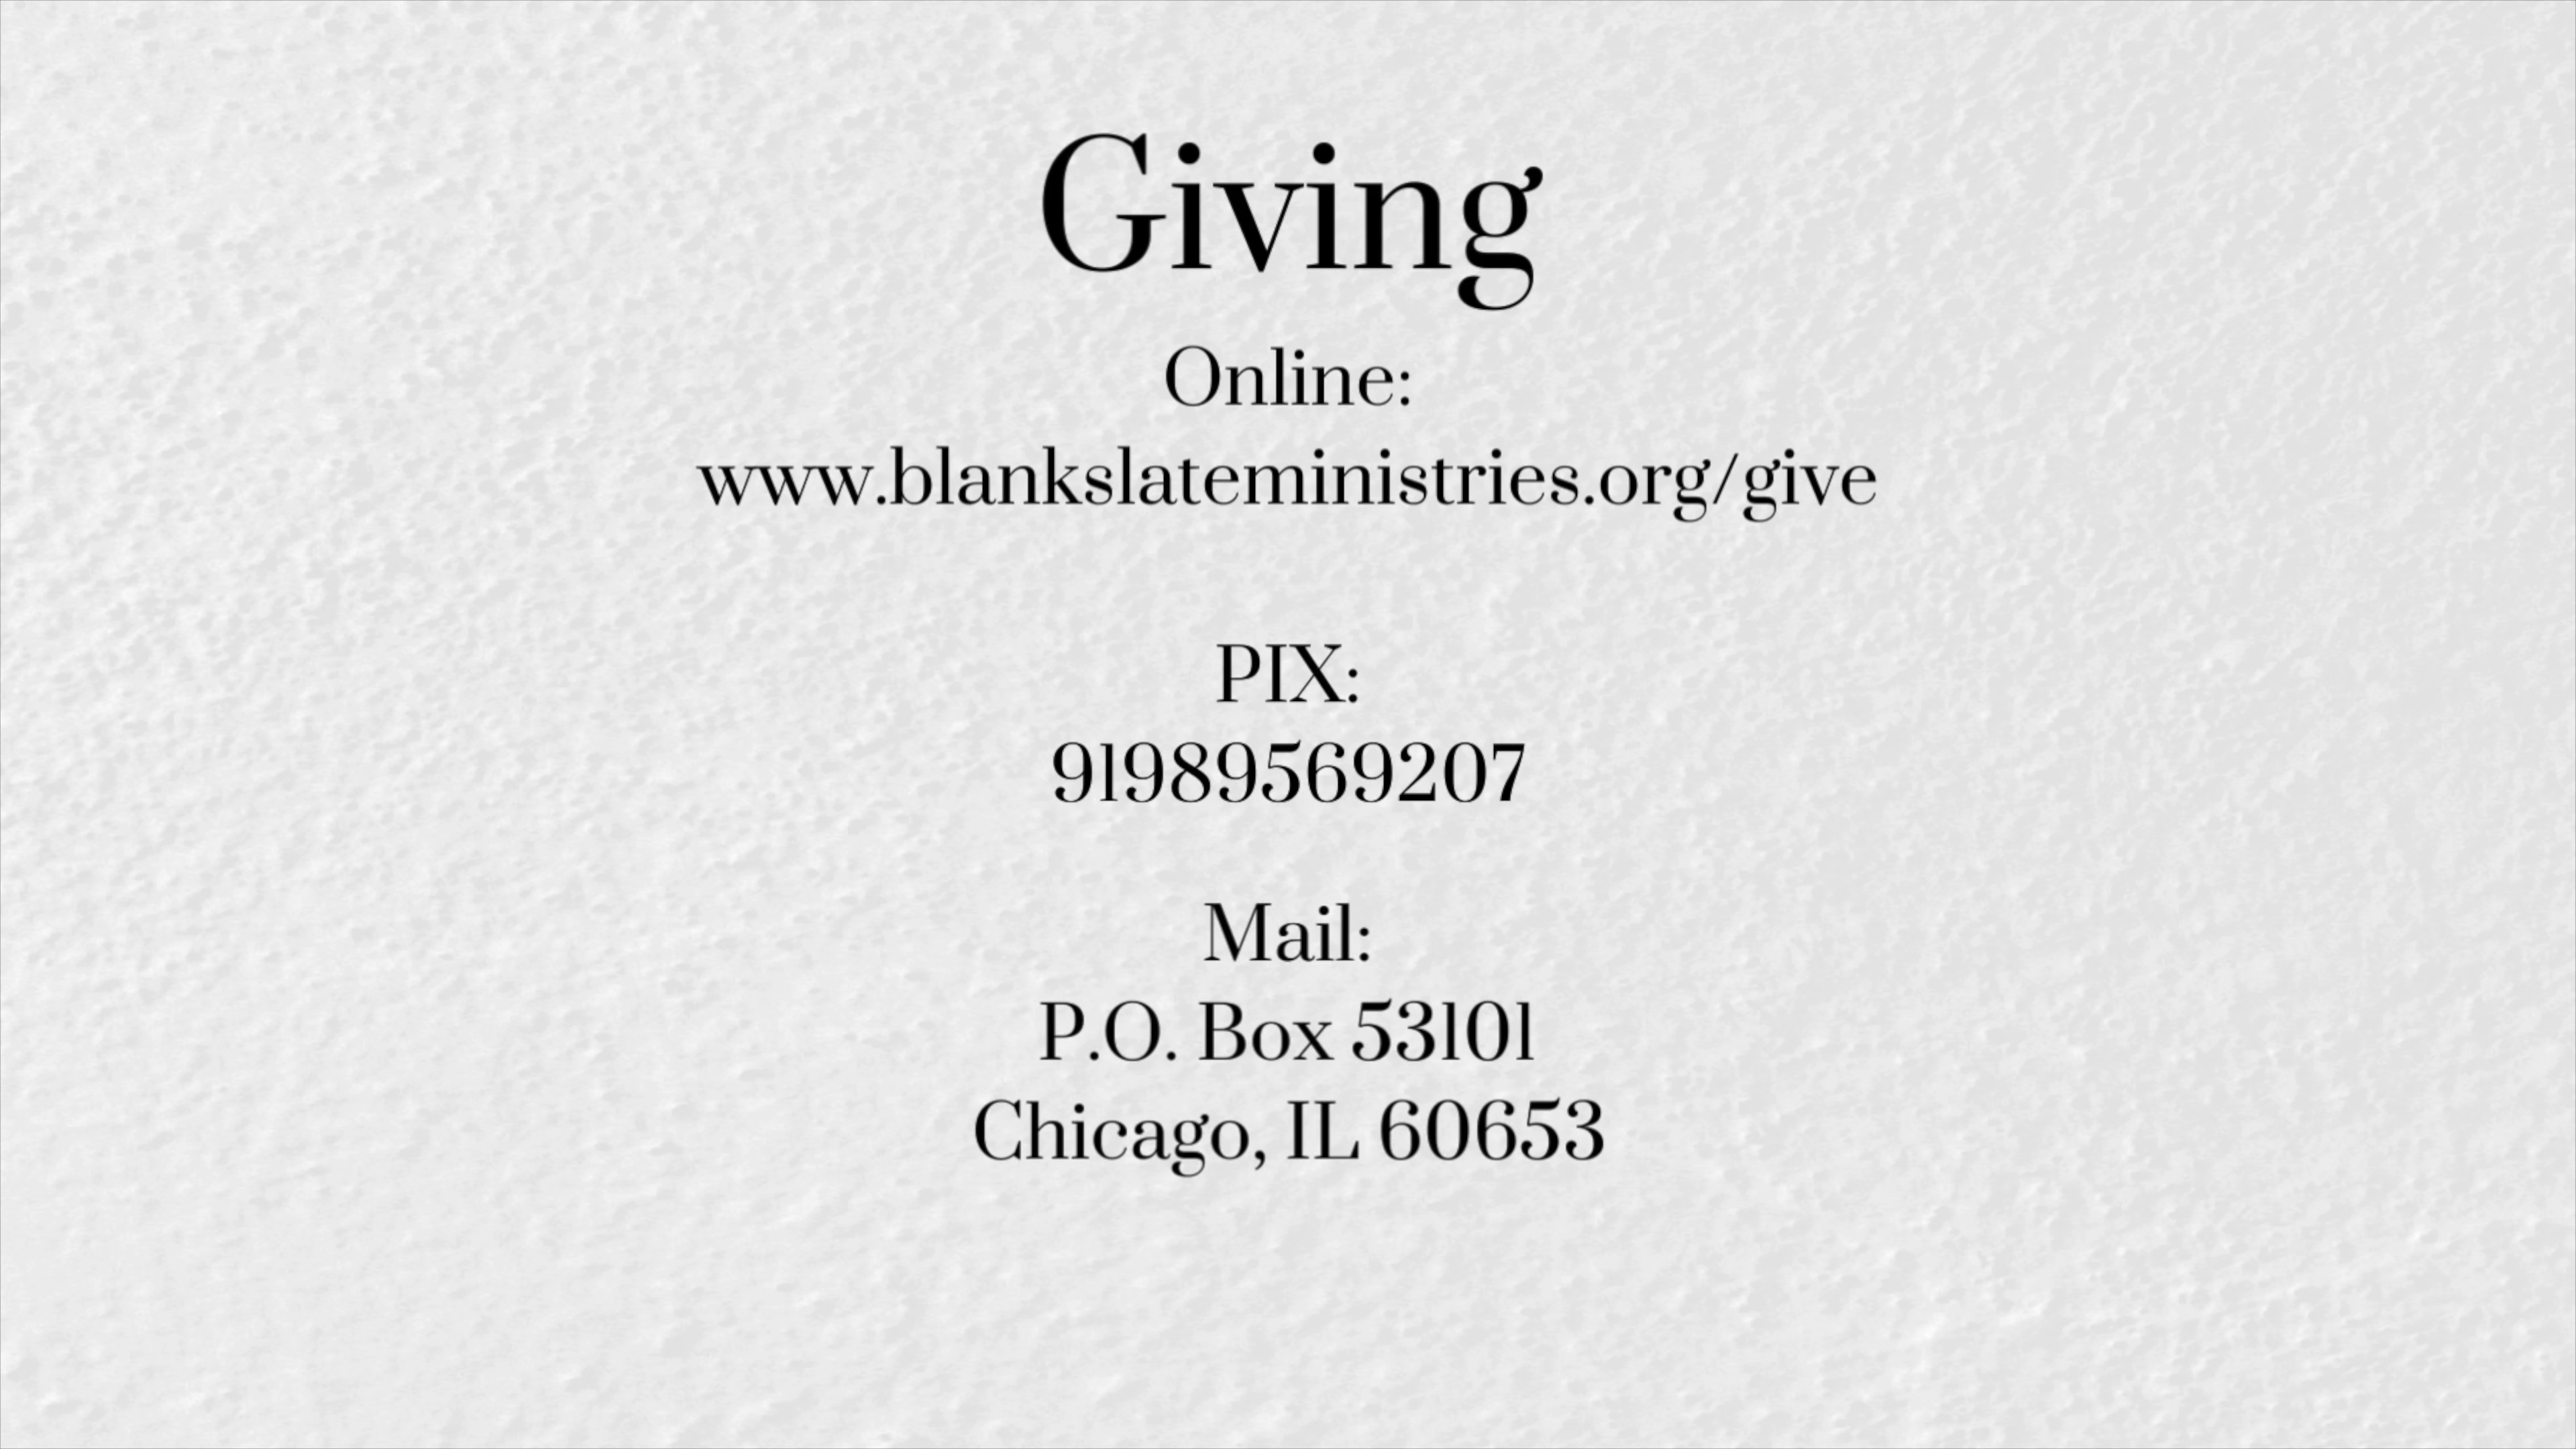 Giving
Online:
www.blankslateministries.org/give
PIX:
91989569207
Mail:
P.O. Box 53101
Chicago, IL 60653